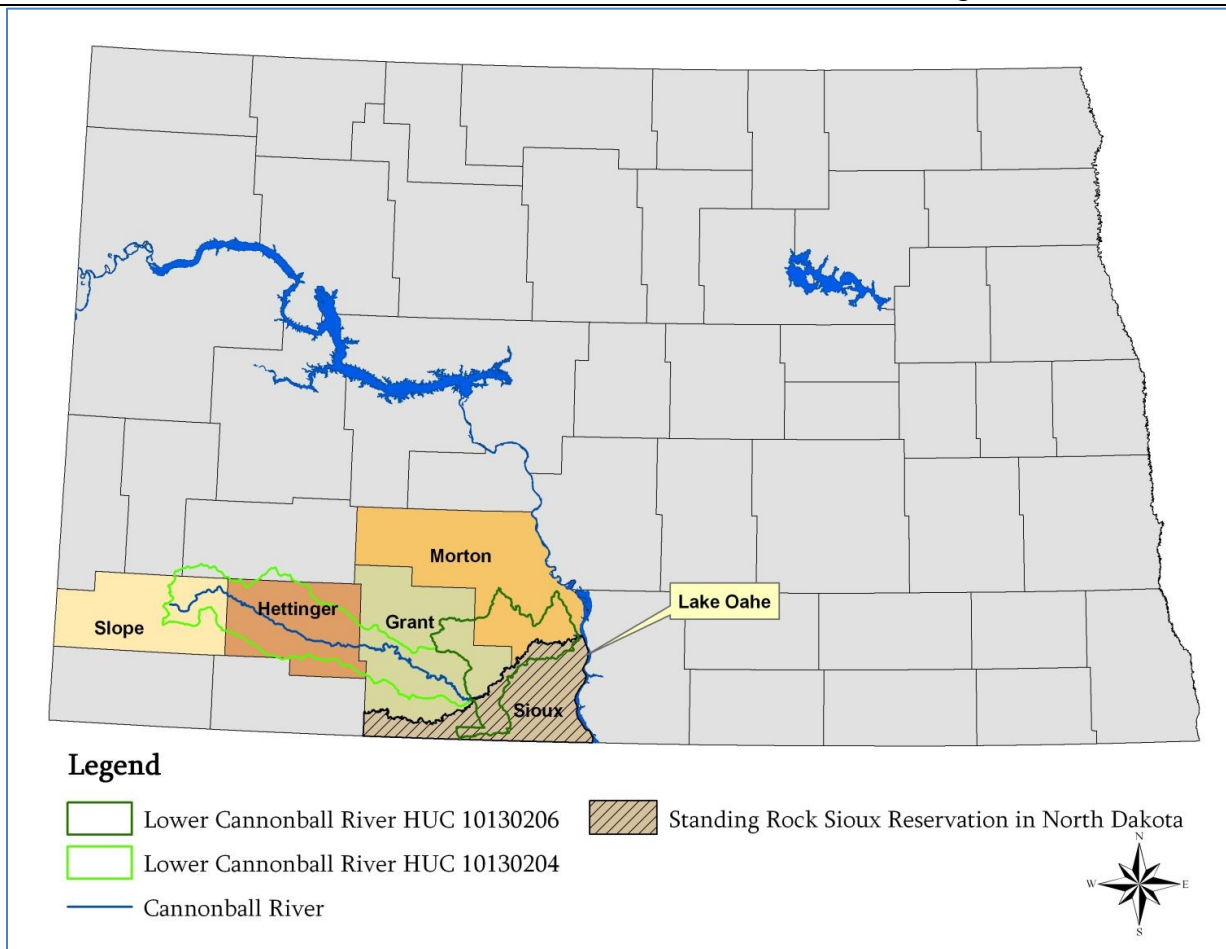 Morton
Hettinger
Grant
Slope
Lake Oahe
Sioux
Legend
Lower Cannonball River HUC 10130206
Standing Rock Sioux Reservation in North Dakota
Lower Cannonball River HUC 10130204
Cannonball River
N
W
E
S